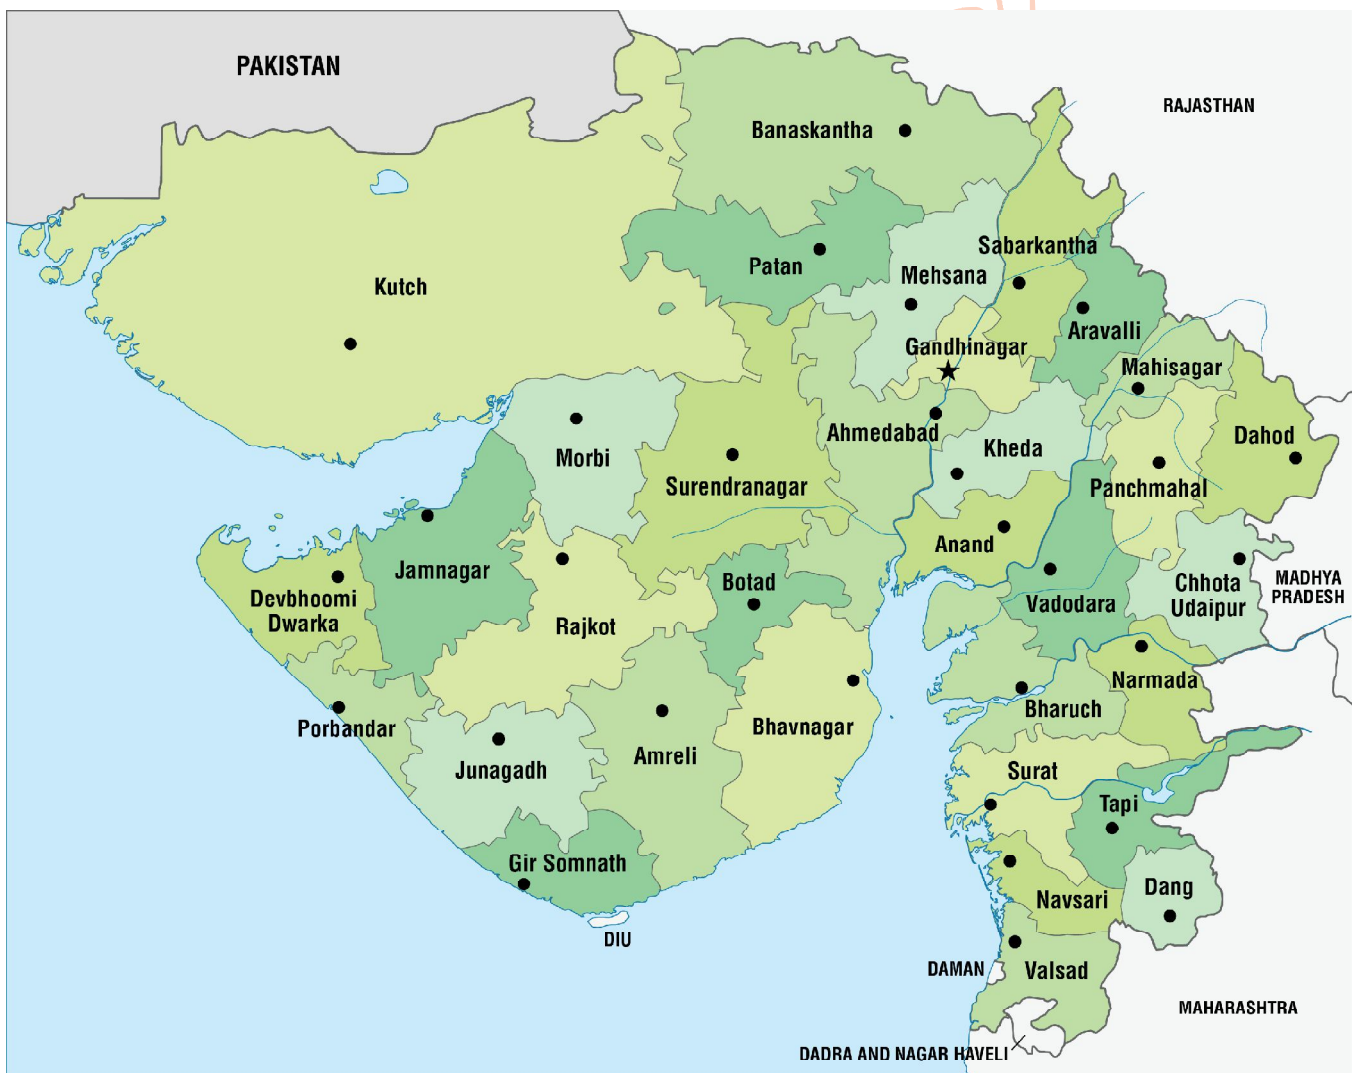 PAKISTAN
RAJASTHAN
Banaskantha
Patan
Mehsana
Sabarkantha
Kutch
Aravalli
Gandhinagar
Mahisagar
Ahmedabad
Kheda
Dahod
Morbi
Surendranagar
Panchmahal
Anand
Jamnagar
Botad
Vadodara
Chhota
Udaipur
MADHYA
PRADESH
Devbhoomi
Dwarka
Rajkot
Narmada
Bharuch
Porbandar
Bhavnagar
Amreli
Junagadh
Surat
Tapi
Gir Somnath
Dang
Navsari
DIU
DAMAN
Valsad
MAHARASHTRA
DADRA AND NAGAR HAVELI